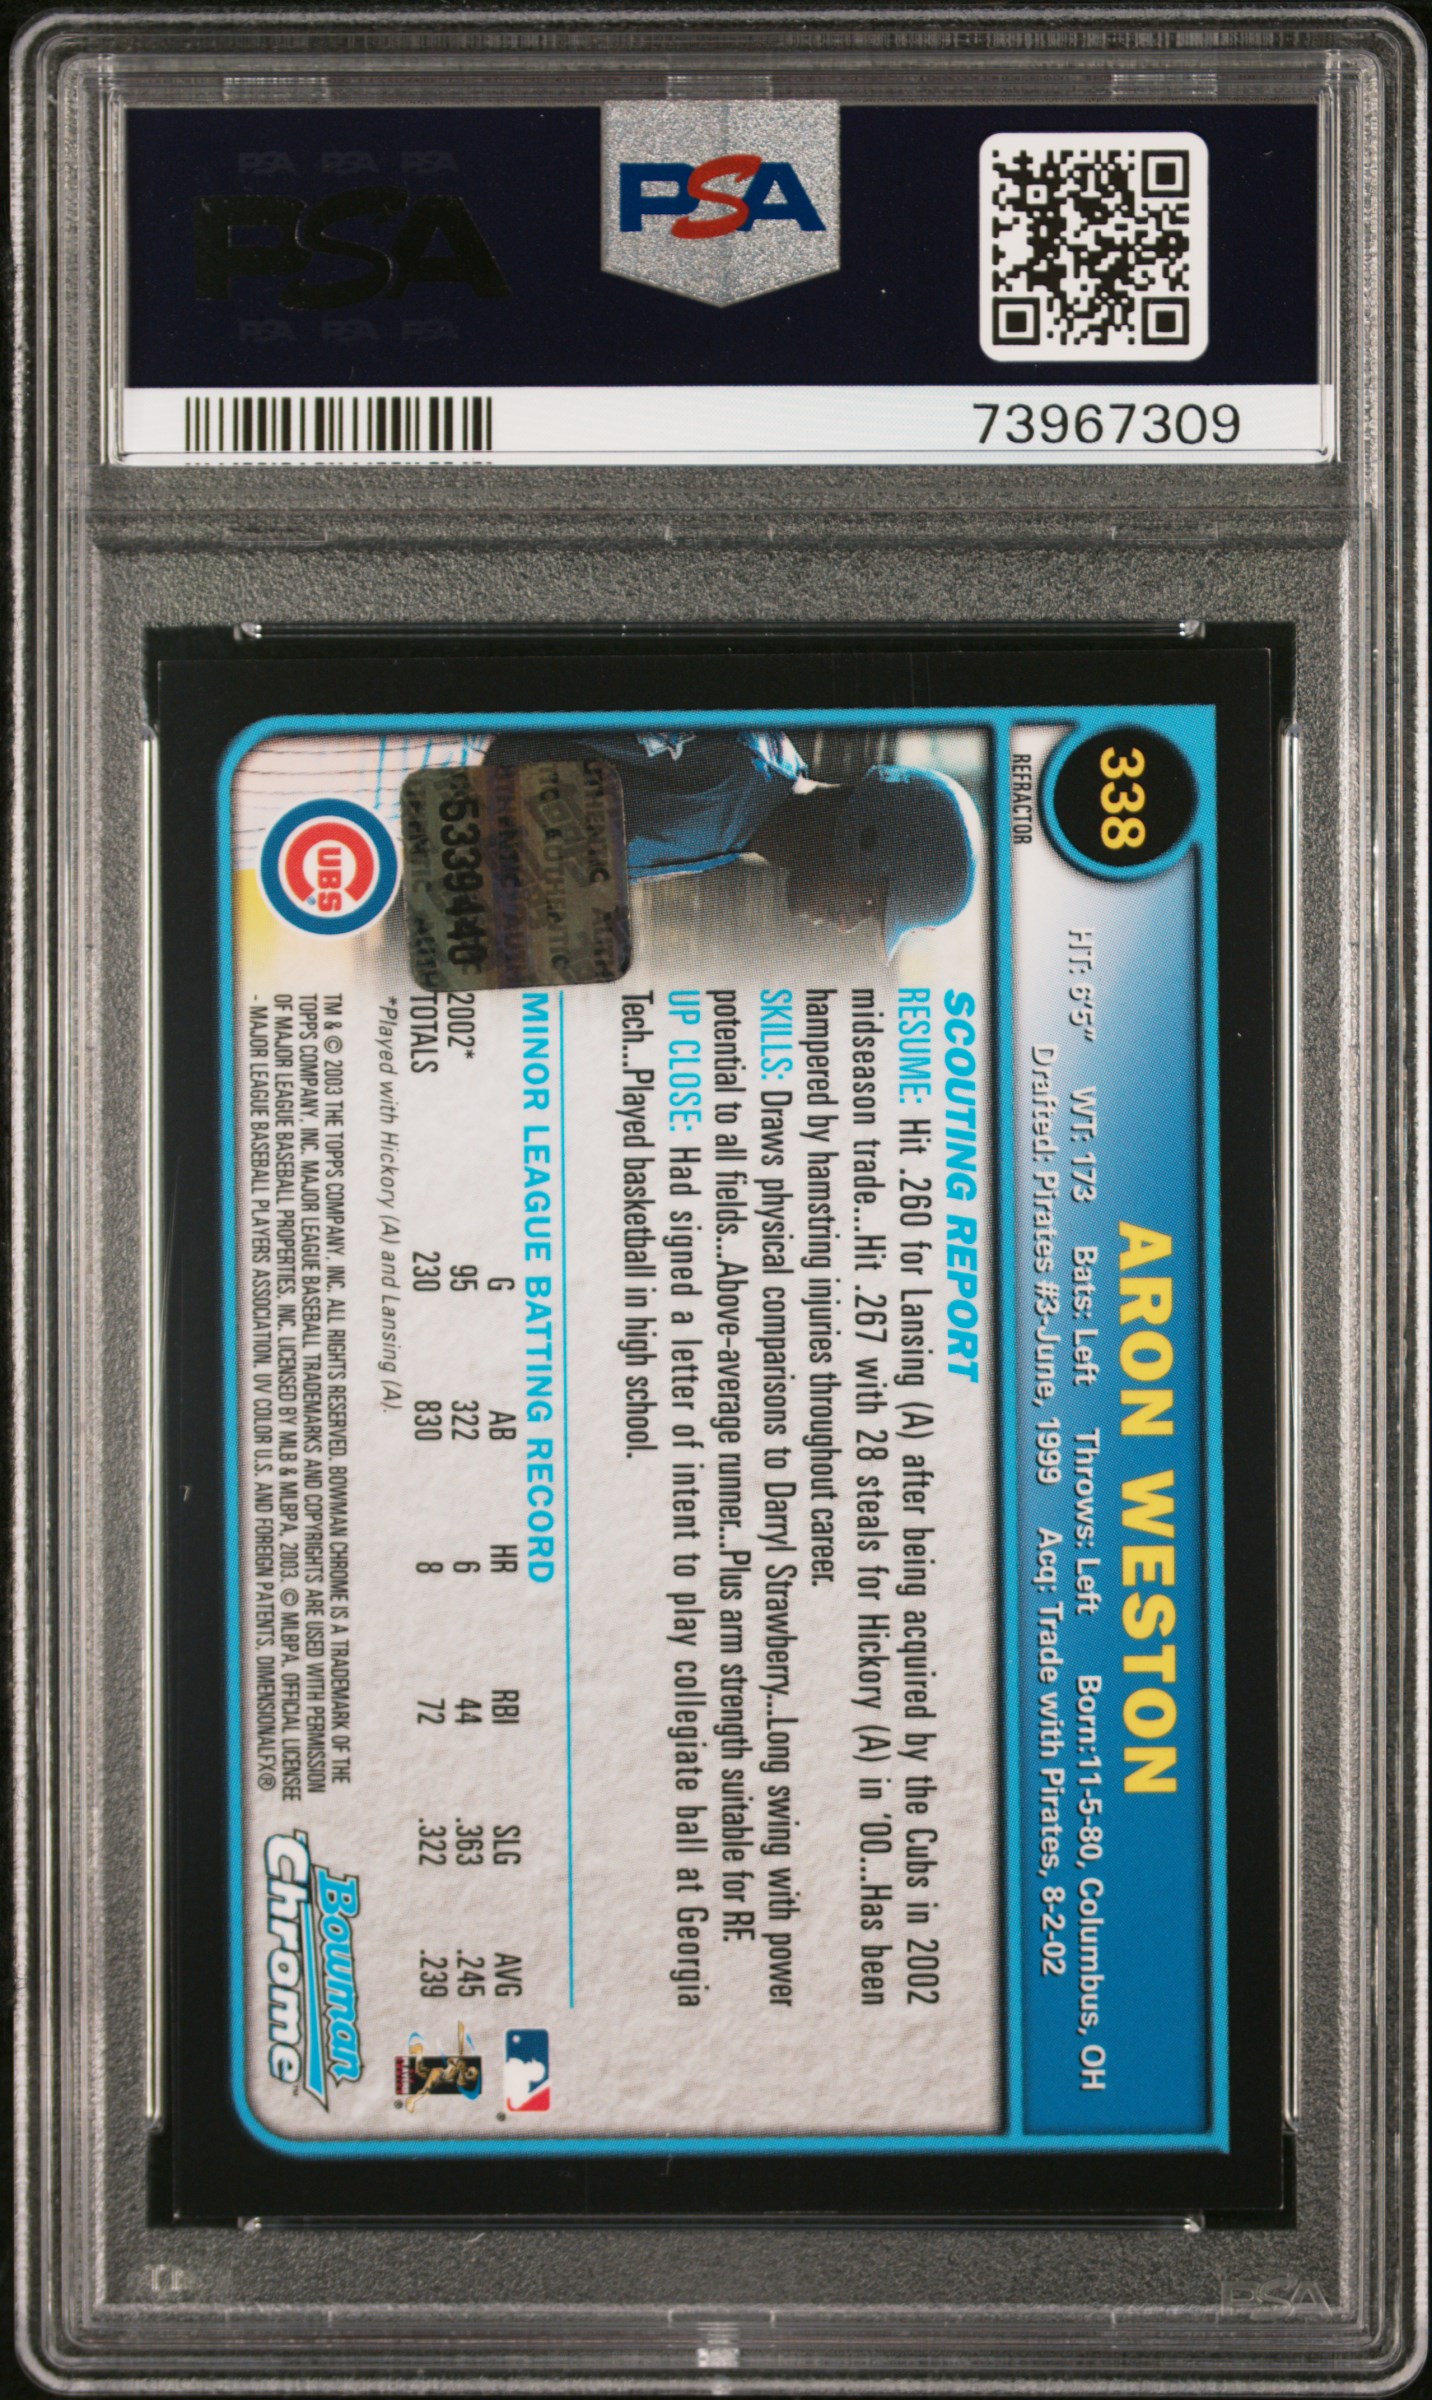 PSA PSA PSA
PSA
PSA PSA PSA
PSA
73967309
338
REFRACTOR
ARON WESTON
HT: 6'5" WT: 173 Bats: Left Throws: Left Born:11-5-80, Columbus, OH
Drafted: Pirates #3-June, 1999 Acq: Trade with Pirates, 8-2-02
SCOUTING REPORT
RESUME: Hit .260 for Lansing (A) after being acquired by the Cubs in 2002
midseason trade...Hit .267 with 28 steals for Hickory (A) in '00...Has been
hampered by hamstring injuries throughout career.
SKILLS: Draws physical comparisons to Darryl Strawberry...Long swing with power
potential to all fields...Above-average runner...Plus arm strength suitable for RF.
UP CLOSE: Had signed a letter of intent to play collegiate ball at Georgia
Tech...Played basketball in high school.
MINOR LEAGUE BATTING RECORD
G AB HR RBI SLG AVG
2002* 95 322 6 44 .363 .245
TOTALS 230 830 8 72 .322 .239
*Played with Hickory (A) and Lansing (A).
TM & © 2003 THE TOPPS COMPANY, INC. ALL RIGHTS RESERVED. BOWMAN CHROME IS A TRADEMARK OF THE
TOPPS COMPANY, INC. MAJOR LEAGUE BASEBALL TRADEMARKS AND COPYRIGHTS ARE USED WITH PERMISSION
OF MAJOR LEAGUE BASEBALL PROPERTIES, INC. LICENSED BY MLB & MLBPA, 2003. © MLBPA, OFFICIAL LICENSEE
- MAJOR LEAGUE BASEBALL PLAYERS ASSOCIATION. UV COLOR U.S. AND FOREIGN PATENTS. DIMENSIONALFX®
CUBS
Bowman
Chrome™
PSA